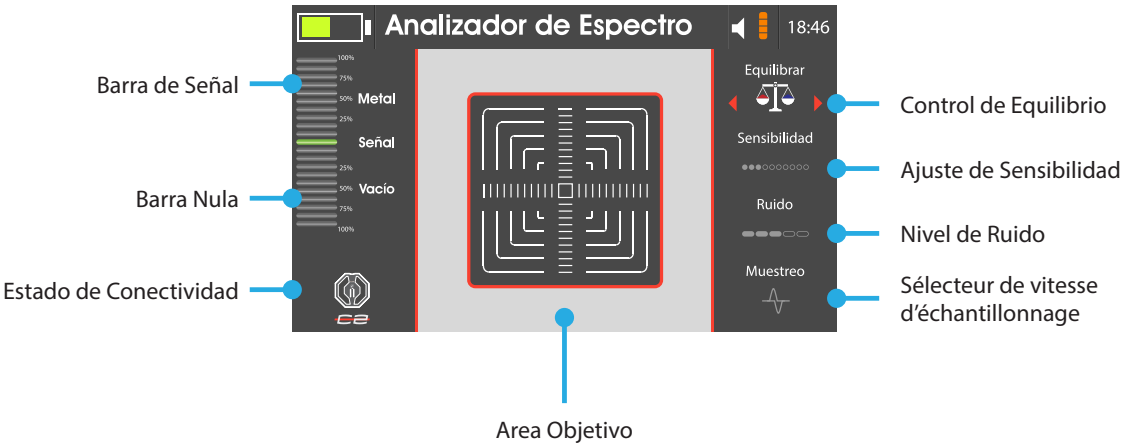 Analizador de Espectro
18:46
Barra de Señal
Barra Nula
Estado de Conectividad
100%
75%
50%
25%
Metal
Señal
25%
50%
75%
100%
Vacío
C2
Equilibrar
Sensibilidad
Ruido
Muestreo
Control de Equilibrio
Ajuste de Sensibilidad
Nivel de Ruido
Sélecteur de vitesse
d'échantillonnage
Area Objetivo